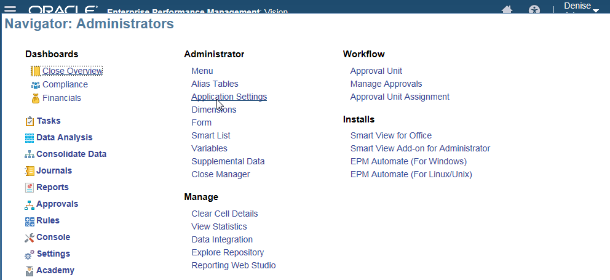 ORACLE Enterprise Performance Management Vision
Denise
Navigator: Administrators
Dashboards
Close Overview
Compliance
Financials
Tasks
Data Analysis
Consolidate Data
Journals
Reports
Approvals
Rules
Console
Settings
Academy
Administrator
Menu
Alias Tables
Application Settings
Dimensions
Form
Smart List
Variables
Supplemental Data
Close Manager
Manage
Clear Cell Details
View Statistics
Data Integration
Explore Repository
Reporting Web Studio
Workflow
Approval Unit
Manage Approvals
Approval Unit Assignment
Installs
Smart View for Office
Smart View Add-on for Administrator
EPM Automate (For Windows)
EPM Automate (For Linux/Unix)